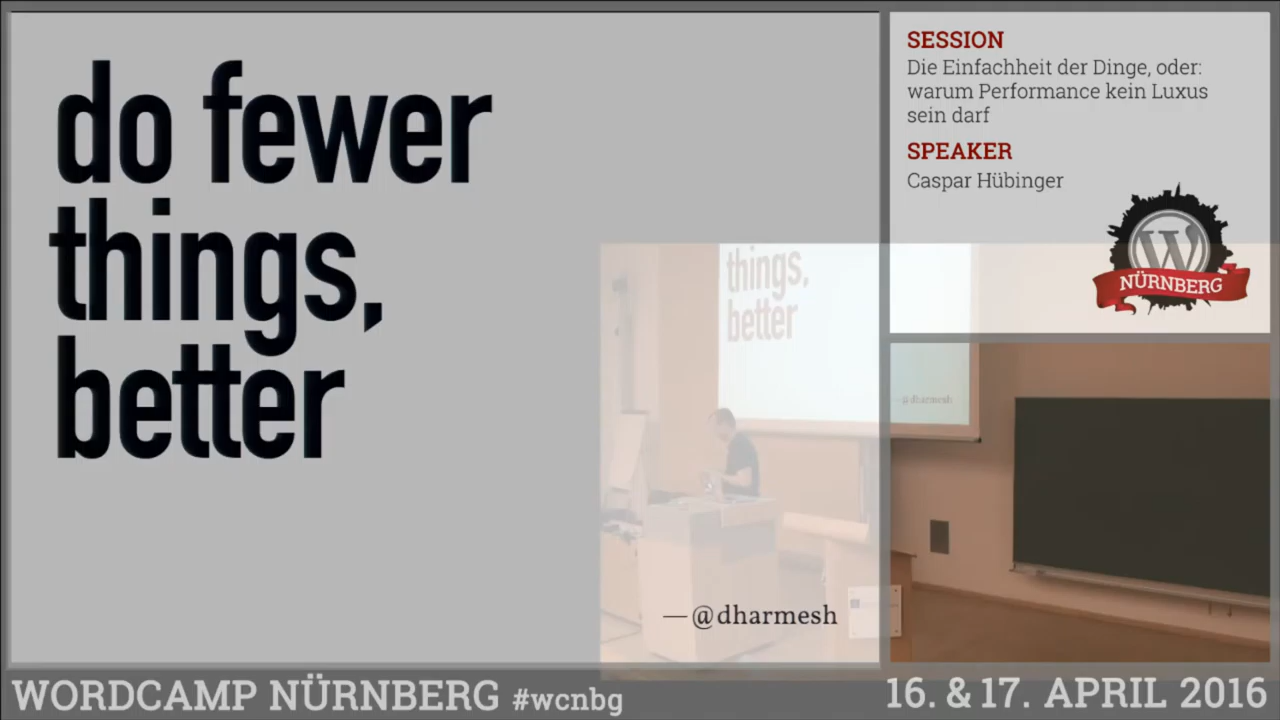 do fewer
things,
better
—@dharmesh
SESSION
Die Einfachheit der Dinge, oder:
warum Performance kein Luxus
sein darf
SPEAKER
Caspar Hübinger
NÜRNBERG
things,
better
—@dharmesh
WORDCAMP NÜRNBERG #wcnbg
16. & 17. APRIL 2016